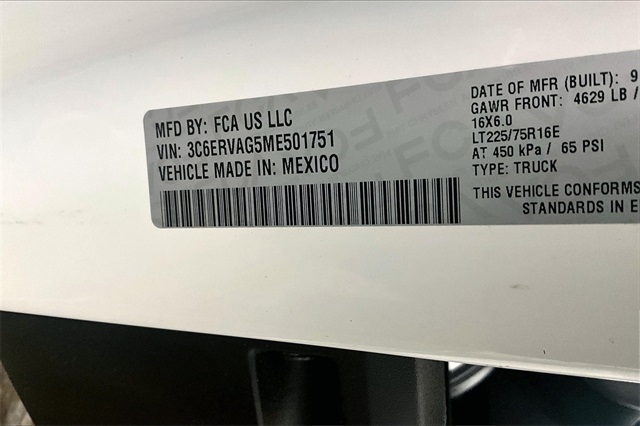 MFD BY: FCA US LLC
VIN: 3C6ERVAG5ME501751
VEHICLE MADE IN: MEXICO
DATE OF MFR (BUILT): 9
GAWR FRONT: 4629 LB /
16X6.0
LT225/75R16E
AT 450 kPa / 65 PSI
TYPE: TRUCK
THIS VEHICLE CONFORMS
STANDARDS IN